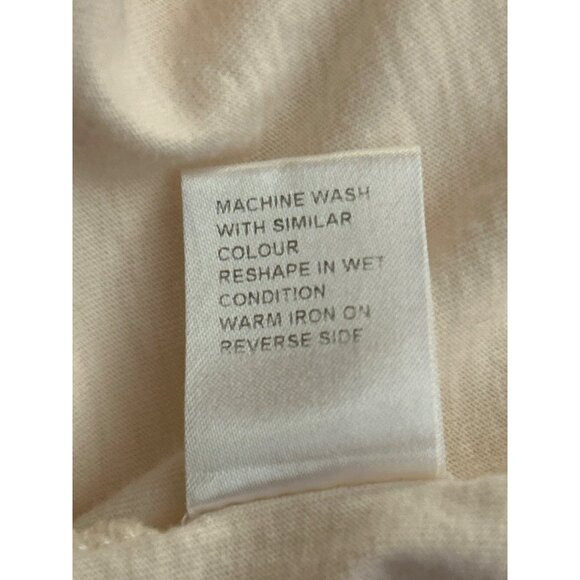 MACHINE WASH
WITH SIMILAR
COLOUR
RESHAPE IN WET
CONDITION
WARM IRON ON
REVERSE SIDE